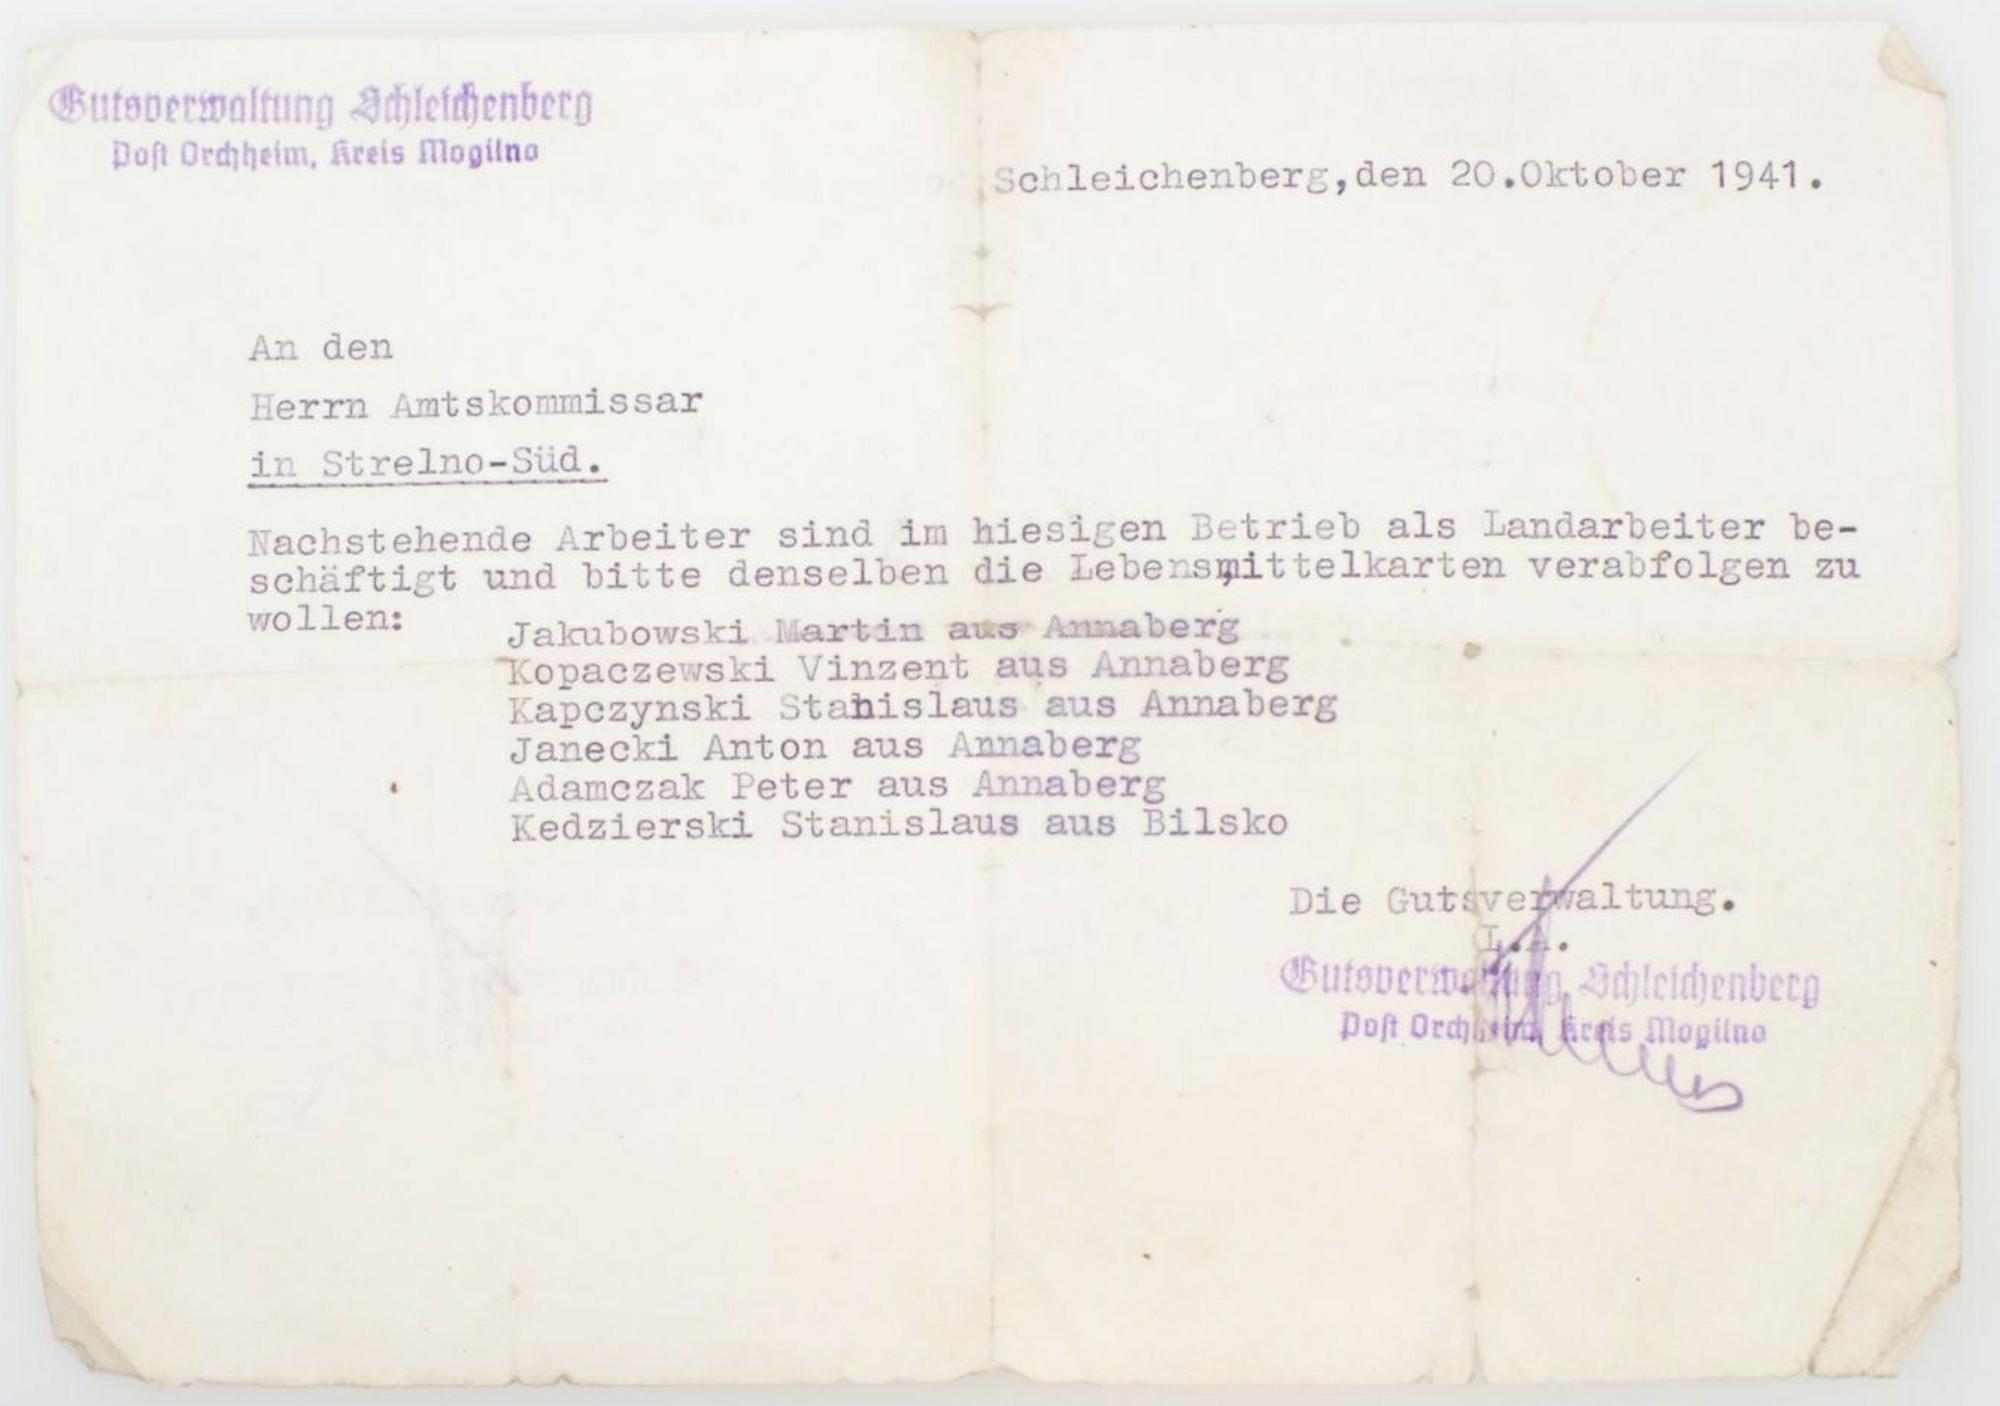 Gutsverwaltung Schleichenberg
Post Orchheim, Kreis Mogilno
Schleichenberg,den 20.Oktober 1941.
An den
Herrn Amtskommissar
in Strelno-Süd.
Nachstehende Arbeiter sind im hiesigen Betrieb als Landarbeiter be-
schäftigt und bitte denselben die Lebensmittelkarten verabfolgen zu
wollen:
Jakubowski Martin aus Annaberg
Kopaczewski Vinzent aus Annaberg
Kapczynski Stanislaus aus Annaberg
Janecki Anton aus Annaberg
Adamczak Peter aus Annaberg
Kedzierski Stanislaus aus Bilsko
Die Gutsverwaltung.
I.A.
Gutsverwaltung Schleichenberg
Post Orchheim, Kreis Mogilno